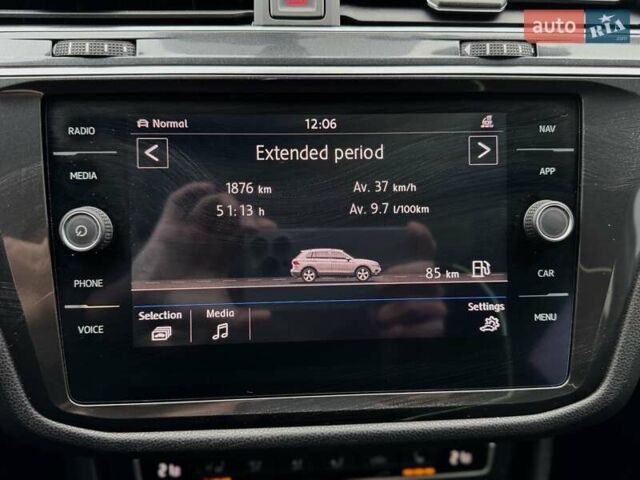 auto RIA.com
RADIO
MEDIA
PHONE
VOICE
Normal
12:06
Extended period
1876 km
Av. 37 km/h
51:13 h
Av. 9.7 l/100km
85 km
Selection
Media
Settings
NAV
APP
CAR
MENU